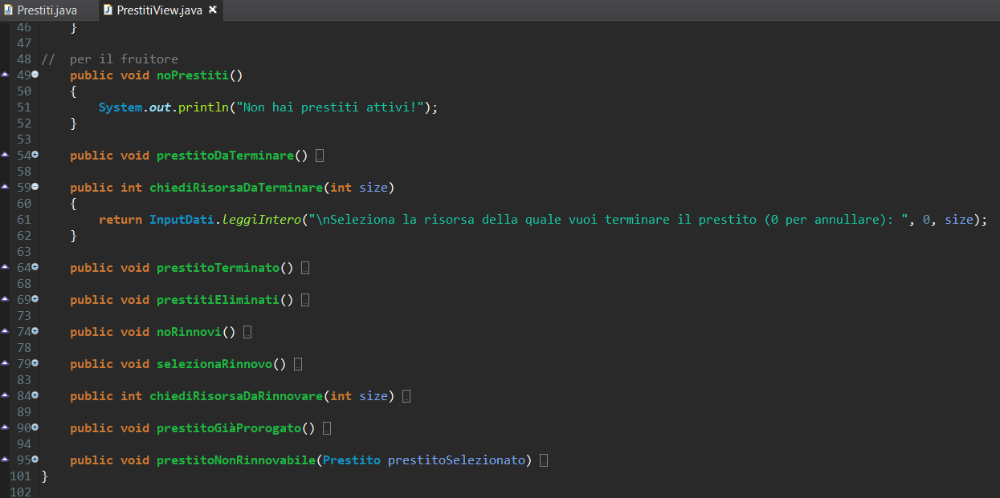 Prestiti.java PrestitiView.java
46 }
47
48 // per il fruitore
49 public void noPrestiti()
50 {
51 System.out.println("Non hai prestiti attivi!");
52 }
53
54 public void prestitoDaTerminare()
58
59 public int chiediRisorsaDaTerminare(int size)
60 {
61 return InputDati.leggiIntero("\nSeleziona la risorsa della quale vuoi terminare il prestito (0 per annullare): ", 0, size);
62 }
63
64 public void prestitoTerminato()
68
69 public void prestitiEliminati()
73
74 public void noRinnovi()
78
79 public void selezionaRinnovo()
83
84 public int chiediRisorsaDaRinnovare(int size)
89
90 public void prestitoGiàProrogato()
94
95 public void prestitoNonRinnovabile(Prestito prestitoSelezionato)
101 }
102